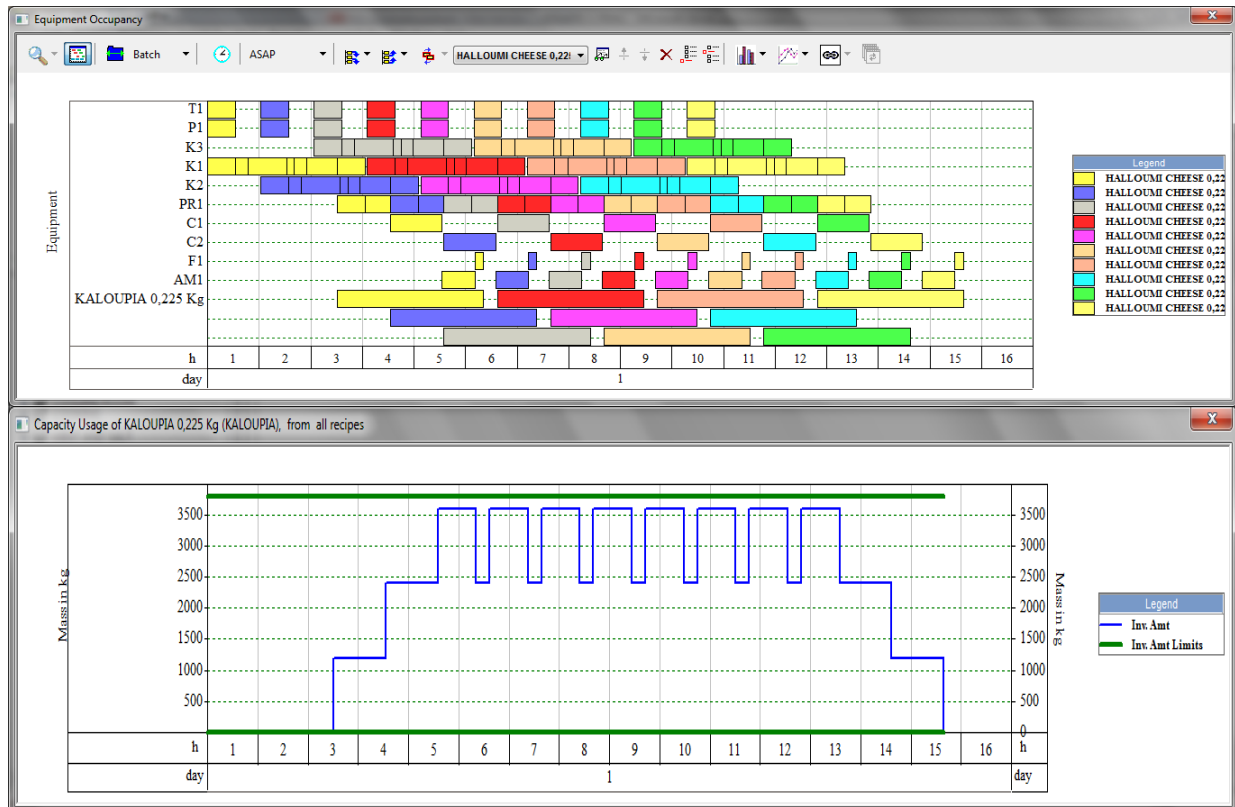 Equipment Occupancy
Batch ASAP HALLOUMI CHEESE 0,22
Equipment
T1
P1
K3
K1
K2
PR1
C1
C2
F1
AM1
KALOUPIA 0,225 Kg
h 1 2 3 4 5 6 7 8 9 10 11 12 13 14 15 16
day 1
Legend
HALLOUMI CHEESE 0,22
HALLOUMI CHEESE 0,22
HALLOUMI CHEESE 0,22
HALLOUMI CHEESE 0,22
HALLOUMI CHEESE 0,22
HALLOUMI CHEESE 0,22
HALLOUMI CHEESE 0,22
HALLOUMI CHEESE 0,22
HALLOUMI CHEESE 0,22
HALLOUMI CHEESE 0,22
Capacity Usage of KALOUPIA 0,225 Kg (KALOUPIA), from all recipes
Mass in kg
3500 3500
3000 3000
2500 2500
2000 2000
1500 1500
1000 1000
500 500
0
Mass in kg
h 1 2 3 4 5 6 7 8 9 10 11 12 13 14 15 16 h
day 1 day
Legend
Inv. Amt
Inv. Amt Limits